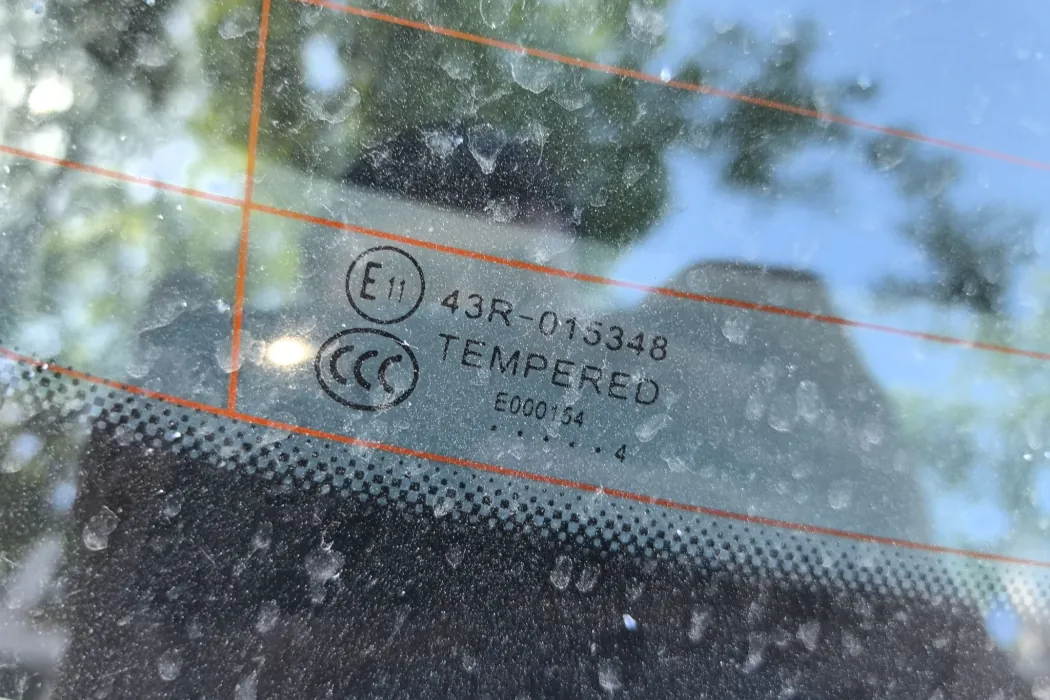 E11 43R-015348
CCC TEMPERED
E000154
. . . . . . 4